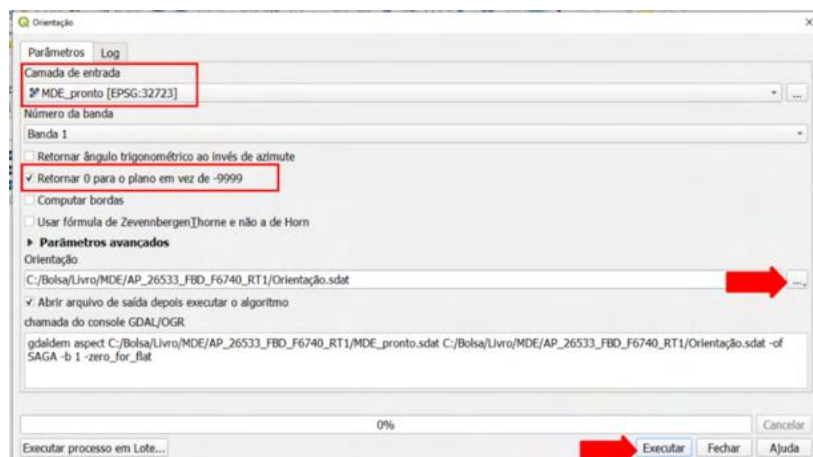 Orientação
Parâmetros Log
Camada de entrada
MDE_pronto [EPSG:32723]
...
Número da banda
Banda 1
Retornar ângulo trigonométrico ao invés de azimute
Retornar 0 para o plano em vez de -9999
Computar bordas
Usar fórmula de ZevennbergenThorne e não a de Horn
Parâmetros avançados
Orientação
C:/Bolsa/Livro/MDE/AP_26533_FBD_F6740_RT1/Orientação.sdat
...
Abrir arquivo de saída depois executar o algoritmo
chamada do console GDAL/OGR
gdaldem aspect C:/Bolsa/Livro/MDE/AP_26533_FBD_F6740_RT1/MDE_pronto.sdat C:/Bolsa/Livro/MDE/AP_26533_FBD_F6740_RT1/Orientação.sdat -of
SAGA -b 1 -zero_for_flat
0%
Cancelar
Executar processo em Lote...
Executar Fechar Ajuda